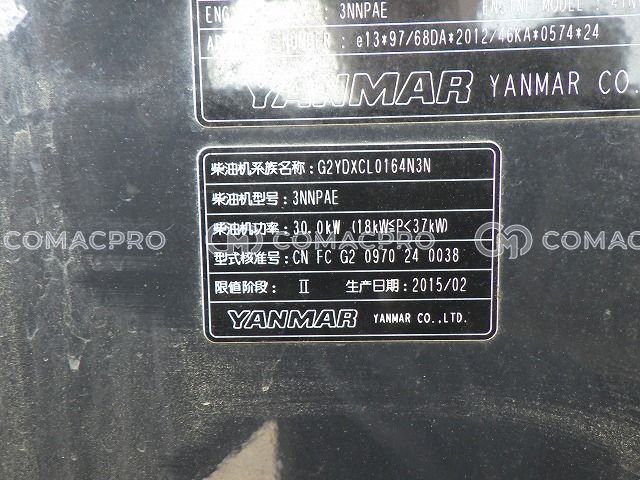 3NNPAE
: e13*97/68DA*2012/46KA*0574*24
YANMAR YANMAR CO.
柴油机系族名称: G2YDXCL0164N3N
柴油机型号: 3NNPAE
柴油机功率: 30.0kW (18kW≤P<37kW)
COMACPRO COMACPRO COMACPRO
型式核准号: CN FC G2 0970 24 0038
限值阶段: Ⅱ 生产日期: 2015/02
YANMAR YANMAR CO.,LTD.